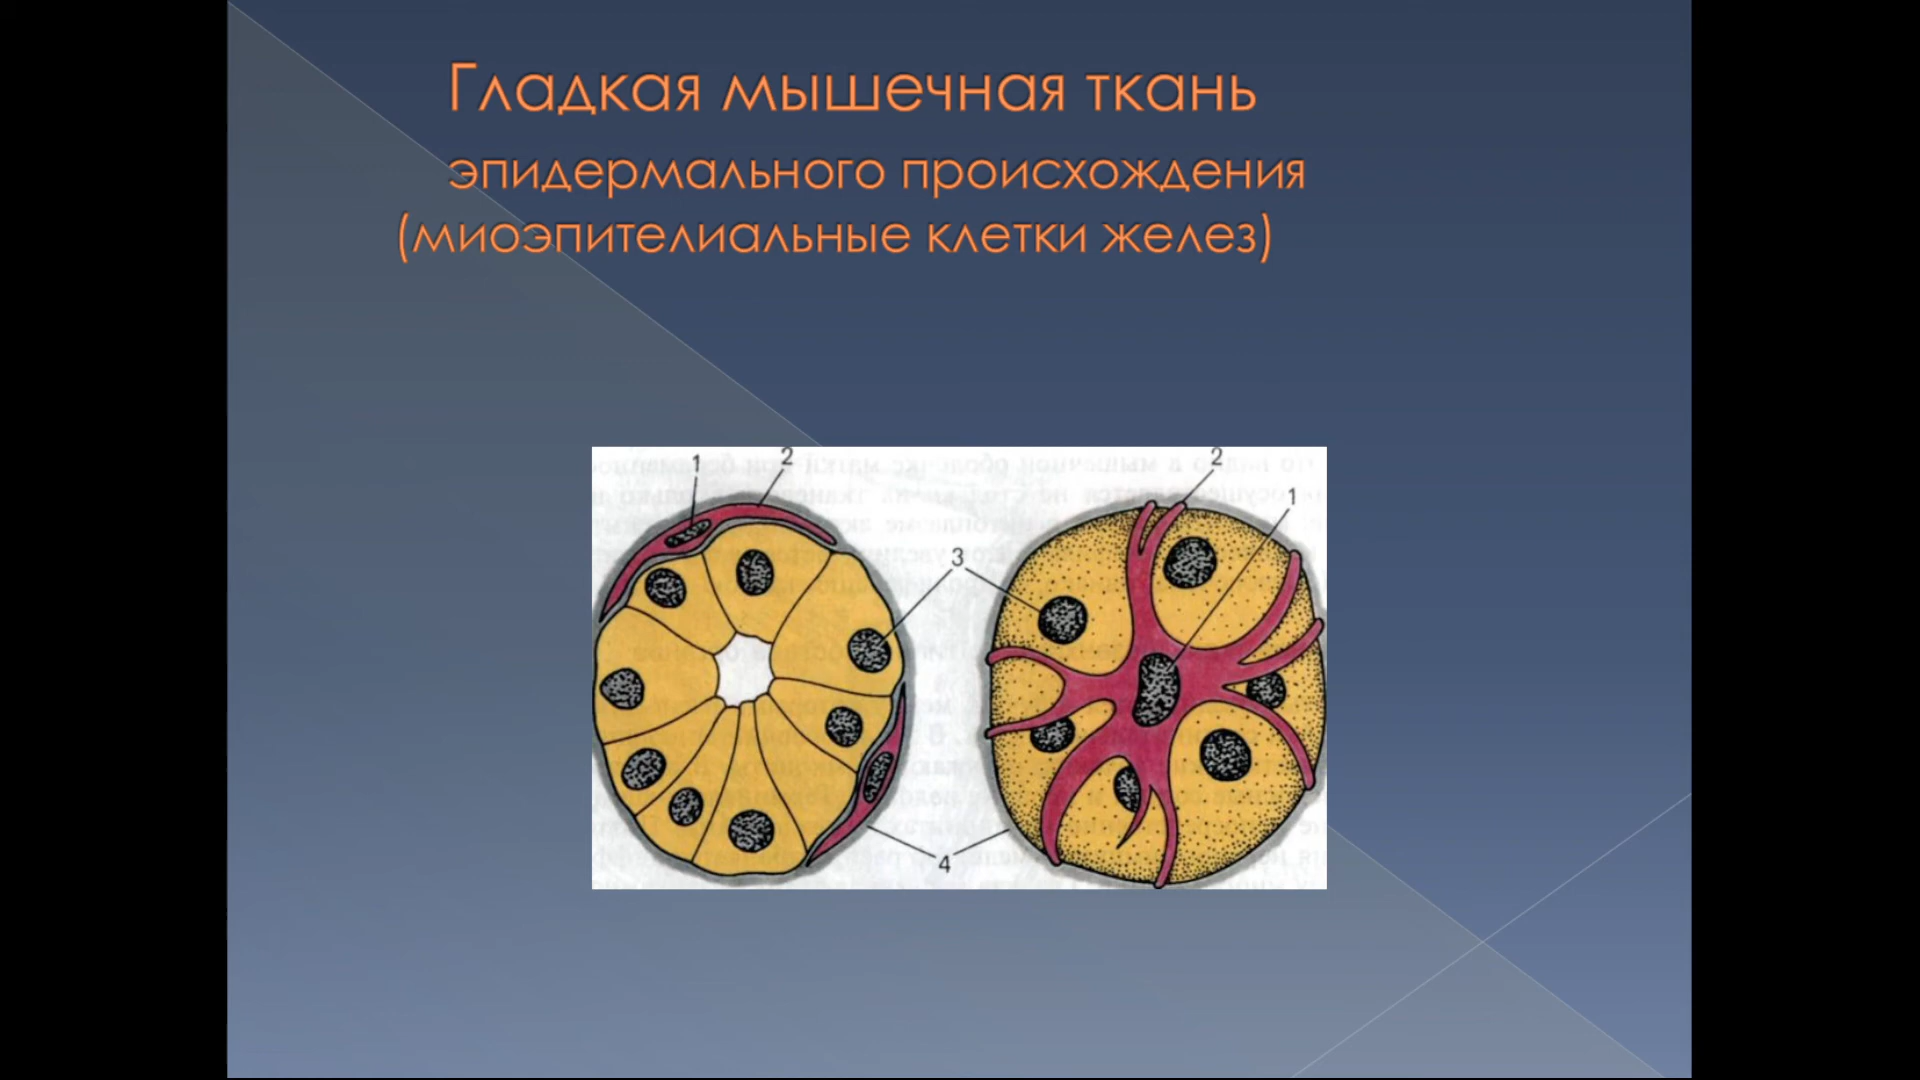 Гладкая мышечная ткань
эпидермального происхождения
(миоэпителиальные клетки желез)
1
2
2
1
3
4